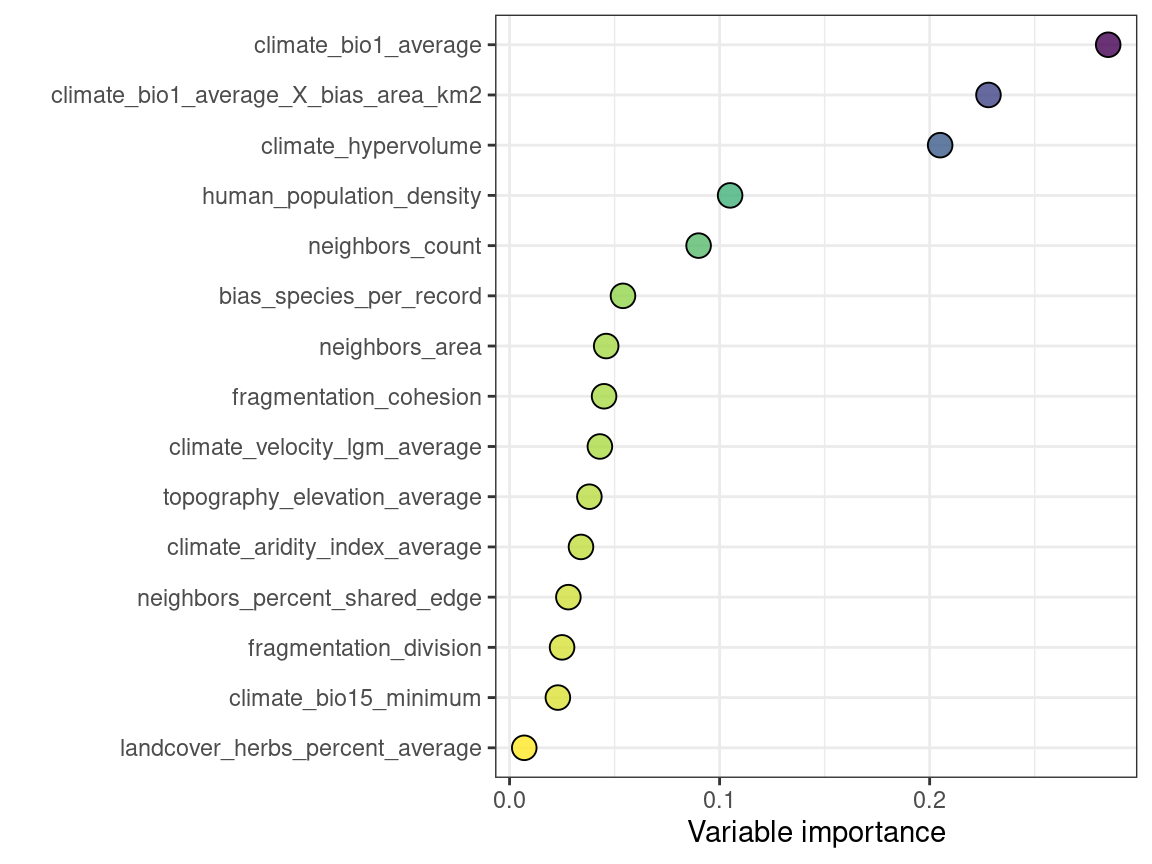 climate_bio1_average
climate_bio1_average_X_bias_area_km2
climate_hypervolume
human_population_density
neighbors_count
bias_species_per_record
neighbors_area
fragmentation_cohesion
climate_velocity_lgm_average
topography_elevation_average
climate_aridity_index_average
neighbors_percent_shared_edge
fragmentation_division
climate_bio15_minimum
landcover_herbs_percent_average
0.0 0.1 0.2
Variable importance